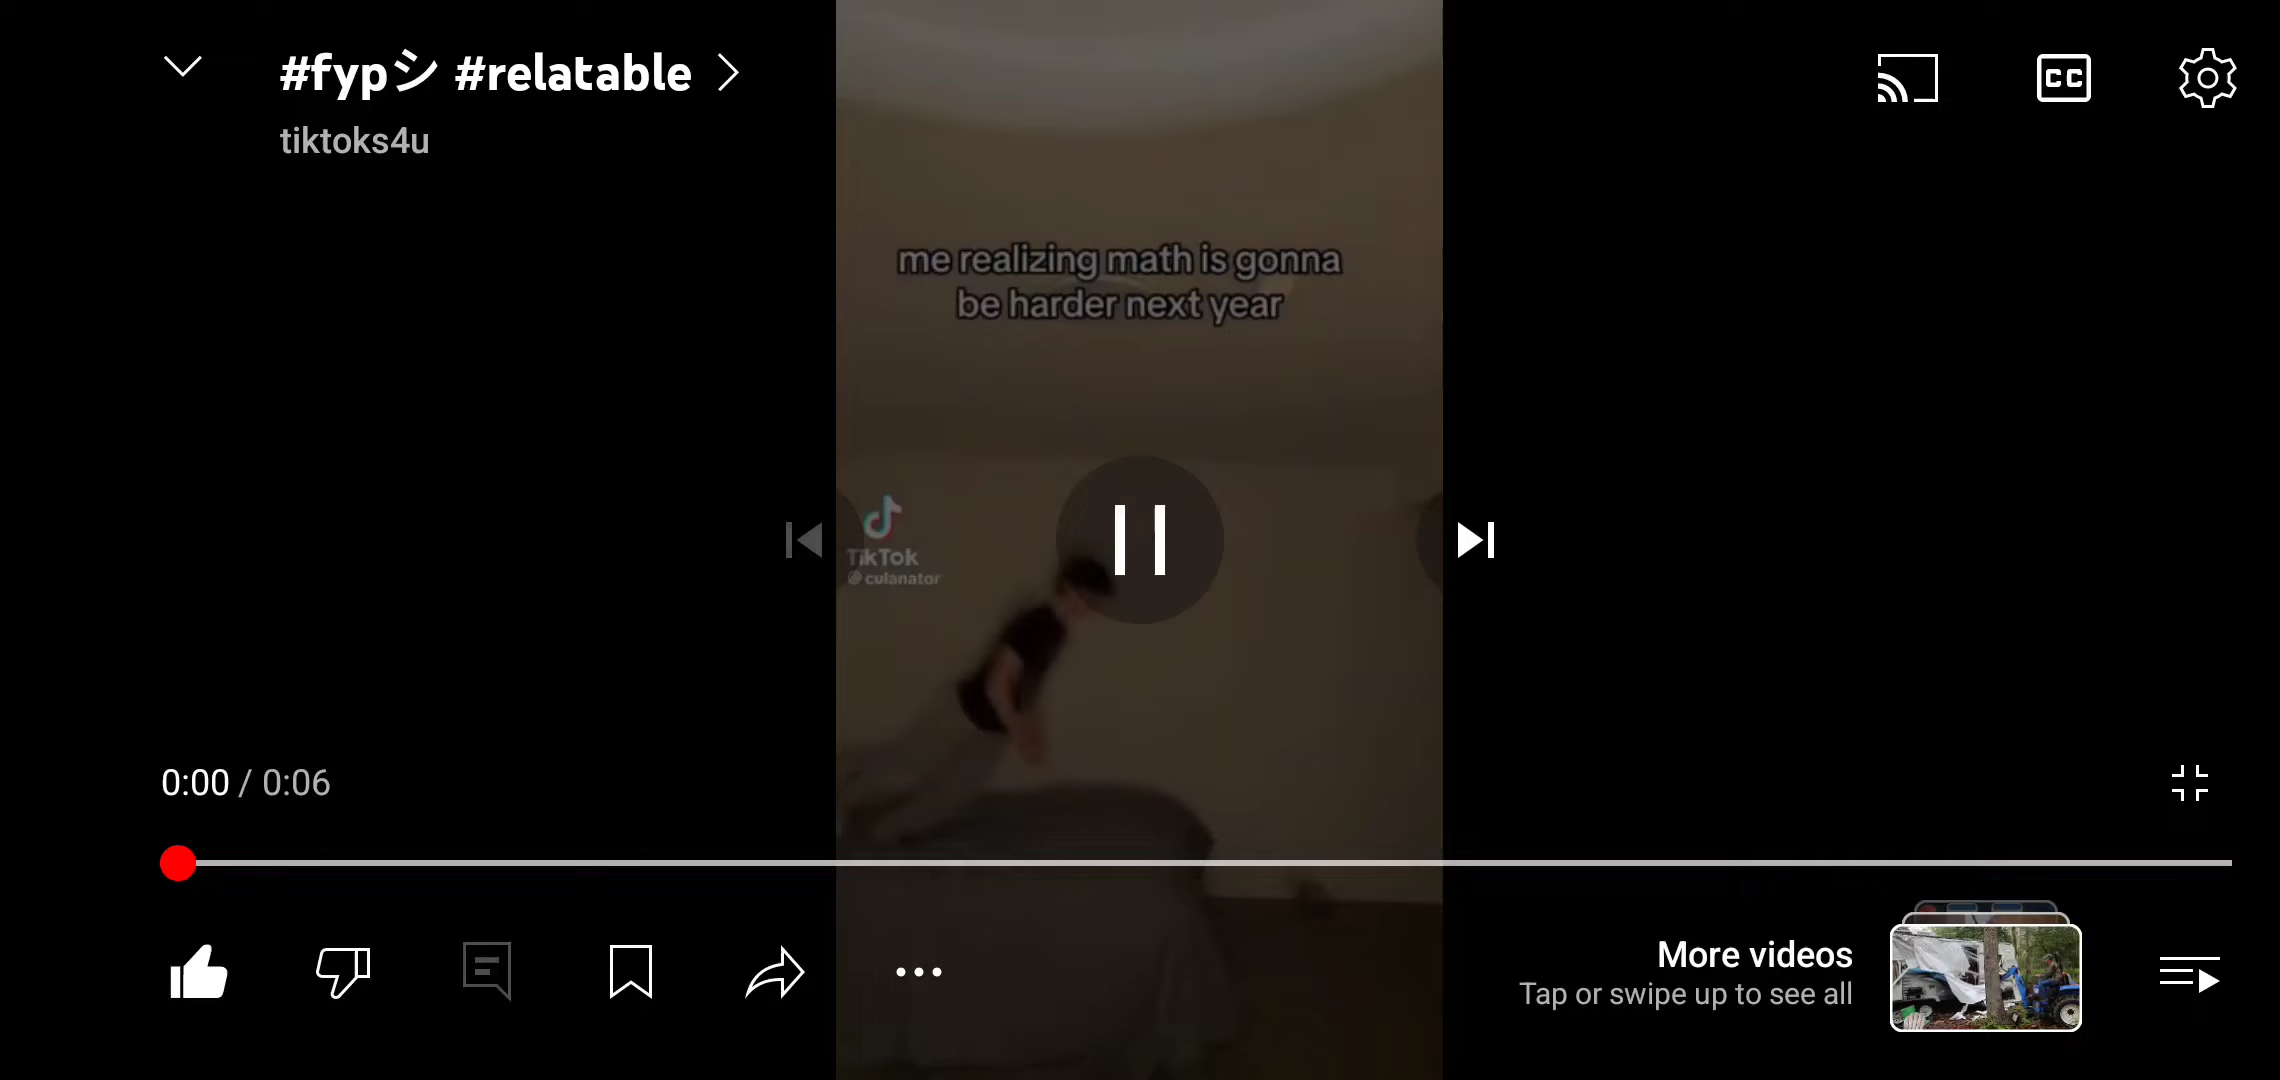 #fypシ #relatable
tiktoks4u
CC
me realizing math is gonna
be harder next year
TikTok
@culanator
0:00 / 0:06
More videos
Tap or swipe up to see all